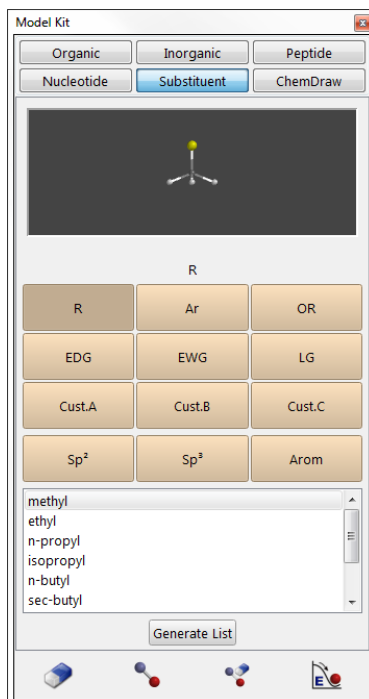 Model Kit
Organic Inorganic Peptide
Nucleotide Substituent ChemDraw
R
R Ar OR
EDG EWG LG
Cust.A Cust.B Cust.C
Sp² Sp³ Arom
methyl
ethyl
n-propyl
isopropyl
n-butyl
sec-butyl
Generate List
E